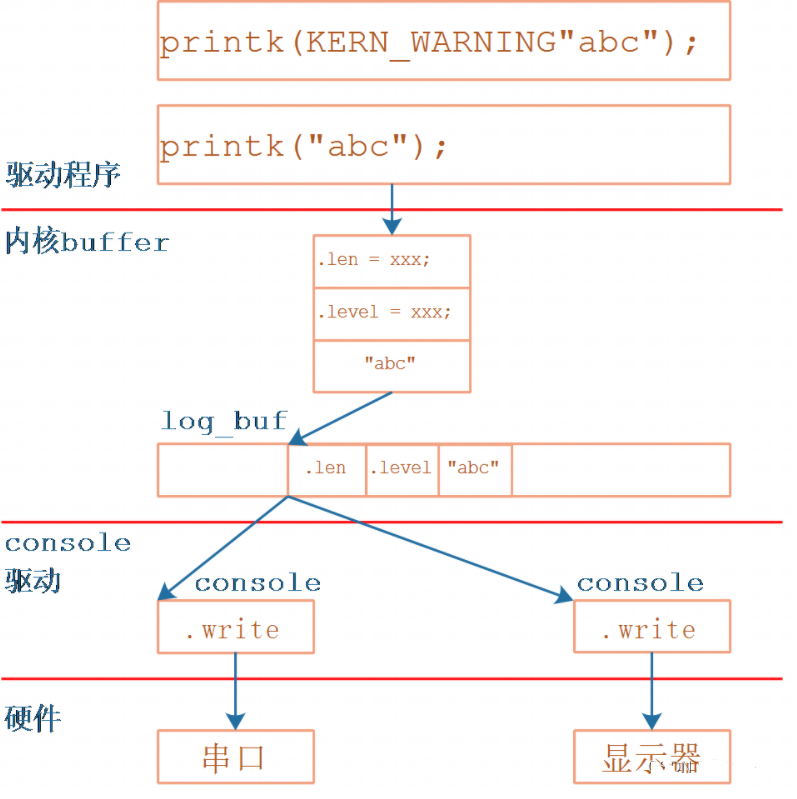 printk(KERN_WARNING"abc");
printk("abc");
驱动程序
内核buffer
.len = xxx;
.level = xxx;
"abc"
log_buf
.len .level "abc"
console
驱动
console console
.write .write
硬件
串口 显示器